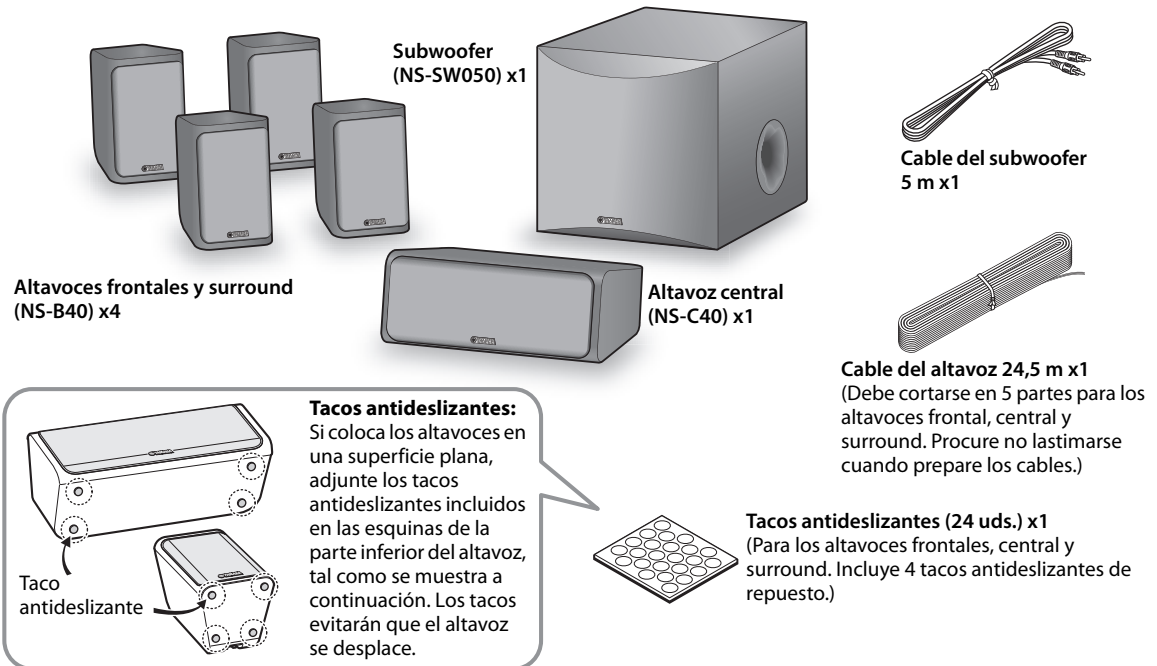 Subwoofer
(NS-SW050) x1
Cable del subwoofer
5 m x1
Altavoces frontales y surround
(NS-B40) x4
Altavoz central
(NS-C40) x1
Cable del altavoz 24,5 m x1
(Debe cortarse en 5 partes para los
altavoces frontal, central y
surround. Procure no lastimarse
cuando prepare los cables.)
Tacos antideslizantes:
Si coloca los altavoces en
una superficie plana,
adjunte los tacos
antideslizantes incluidos
en las esquinas de la
parte inferior del altavoz,
tal como se muestra a
continuación. Los tacos
evitarán que el altavoz
se desplace.
Taco
antideslizante
Tacos antideslizantes (24 uds.) x1
(Para los altavoces frontales, central y
surround. Incluye 4 tacos antideslizantes de
repuesto.)